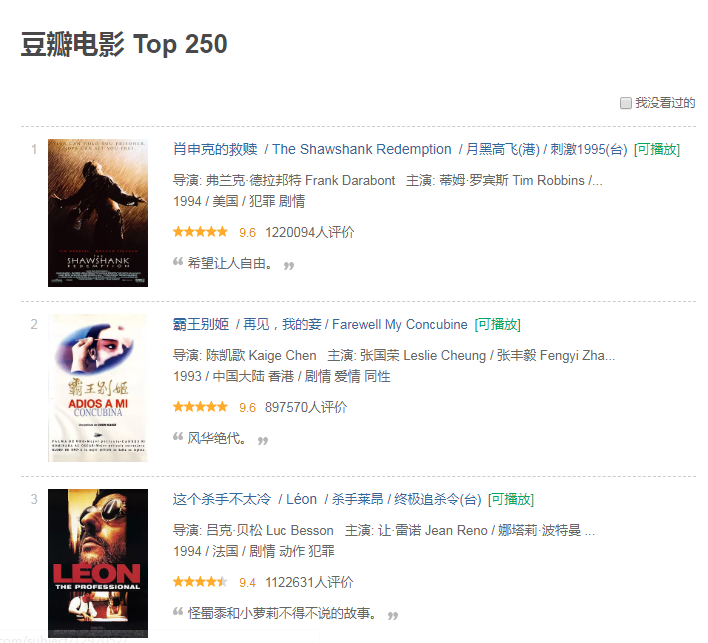 豆瓣电影 Top 250
我没看过的
1
肖申克的救赎 / The Shawshank Redemption / 月黑高飞(港) / 刺激1995(台) [可播放]
导演: 弗兰克·德拉邦特 Frank Darabont 主演: 蒂姆·罗宾斯 Tim Robbins /...
1994 / 美国 / 犯罪 剧情
9.6 1220094人评价
“ 希望让人自由。 ”
THE
SHAWSHANK
REDEMPTION
2
霸王别姬 / 再见，我的妾 / Farewell My Concubine [可播放]
导演: 陈凯歌 Kaige Chen 主演: 张国荣 Leslie Cheung / 张丰毅 Fengyi Zha...
1993 / 中国大陆 香港 / 剧情 爱情 同性
9.6 897570人评价
“ 风华绝代。 ”
霸王别姬
ADIOS A MI
CONCUBINA
3
这个杀手不太冷 / Léon / 杀手莱昂 / 终极追杀令(台) [可播放]
导演: 吕克·贝松 Luc Besson 主演: 让·雷诺 Jean Reno / 娜塔莉·波特曼 ...
1994 / 法国 / 剧情 动作 犯罪
9.4 1122631人评价
“ 怪蜀黍和小萝莉不得不说的故事。 ”
LEON
THE PROFESSIONAL